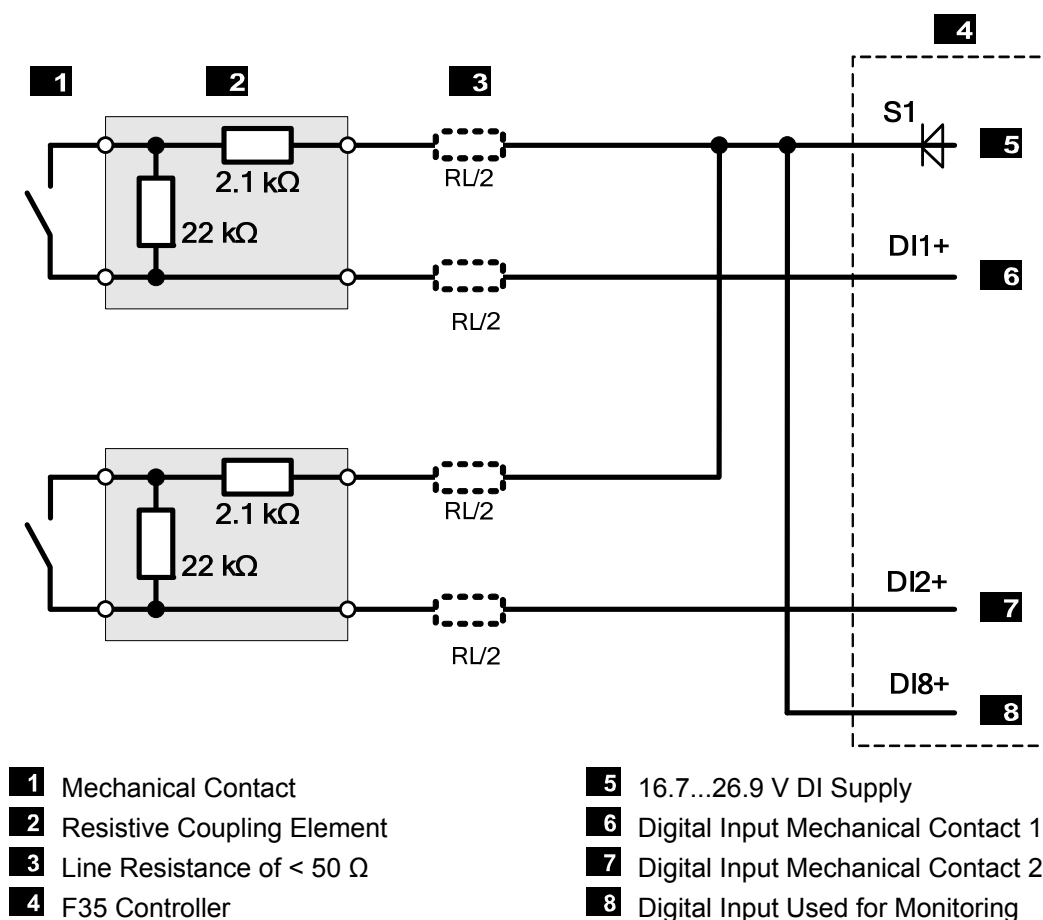 4
1 2 3
S1
5
2.1 kΩ
RL/2
22 kΩ
DI1+
6
RL/2
2.1 kΩ
RL/2
22 kΩ
DI2+
7
RL/2
DI8+
8
1 Mechanical Contact
2 Resistive Coupling Element
3 Line Resistance of < 50 Ω
4 F35 Controller
5 16.7...26.9 V DI Supply
6 Digital Input Mechanical Contact 1
7 Digital Input Mechanical Contact 2
8 Digital Input Used for Monitoring